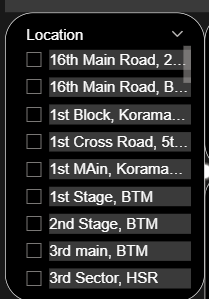 Location
16th Main Road, 2...
16th Main Road, B...
1st Block, Korama...
1st Cross Road, 5t...
1st MAin, Korama...
1st Stage, BTM
2nd Stage, BTM
3rd main, BTM
3rd Sector, HSR